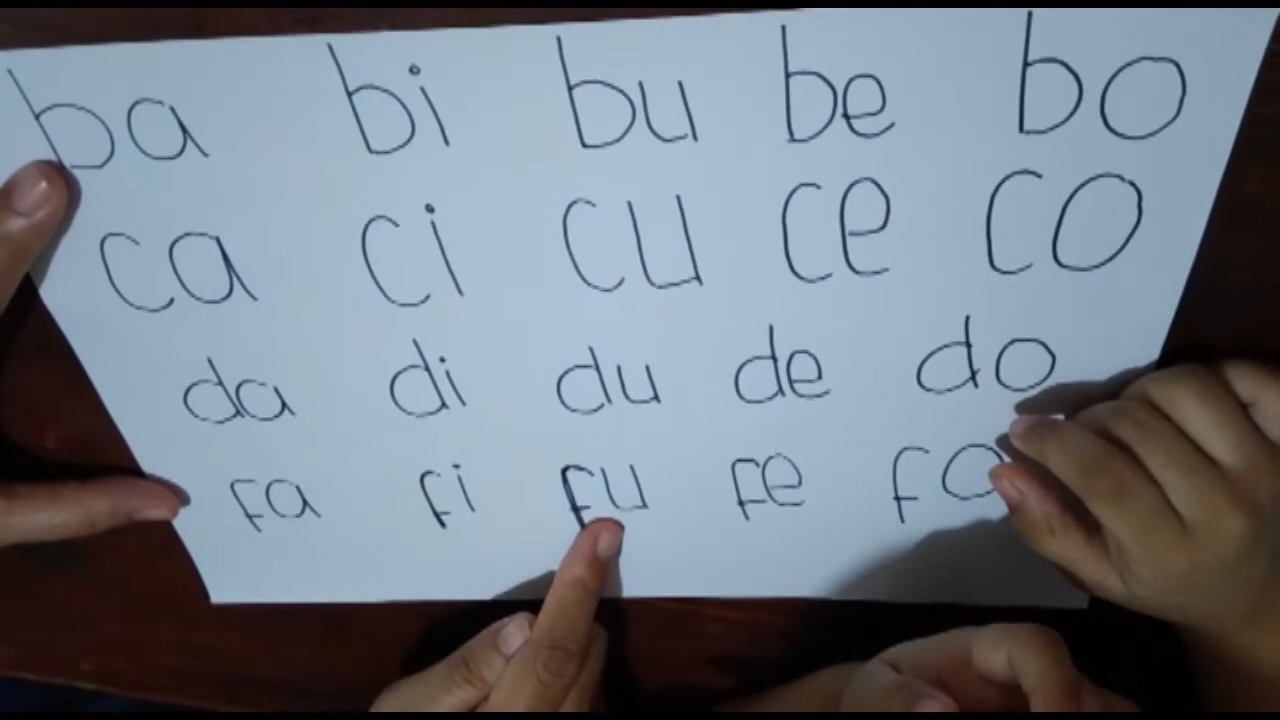 ba bi bu be bo
ca ci cu ce co
da di du de do
fa fi fu fe fo